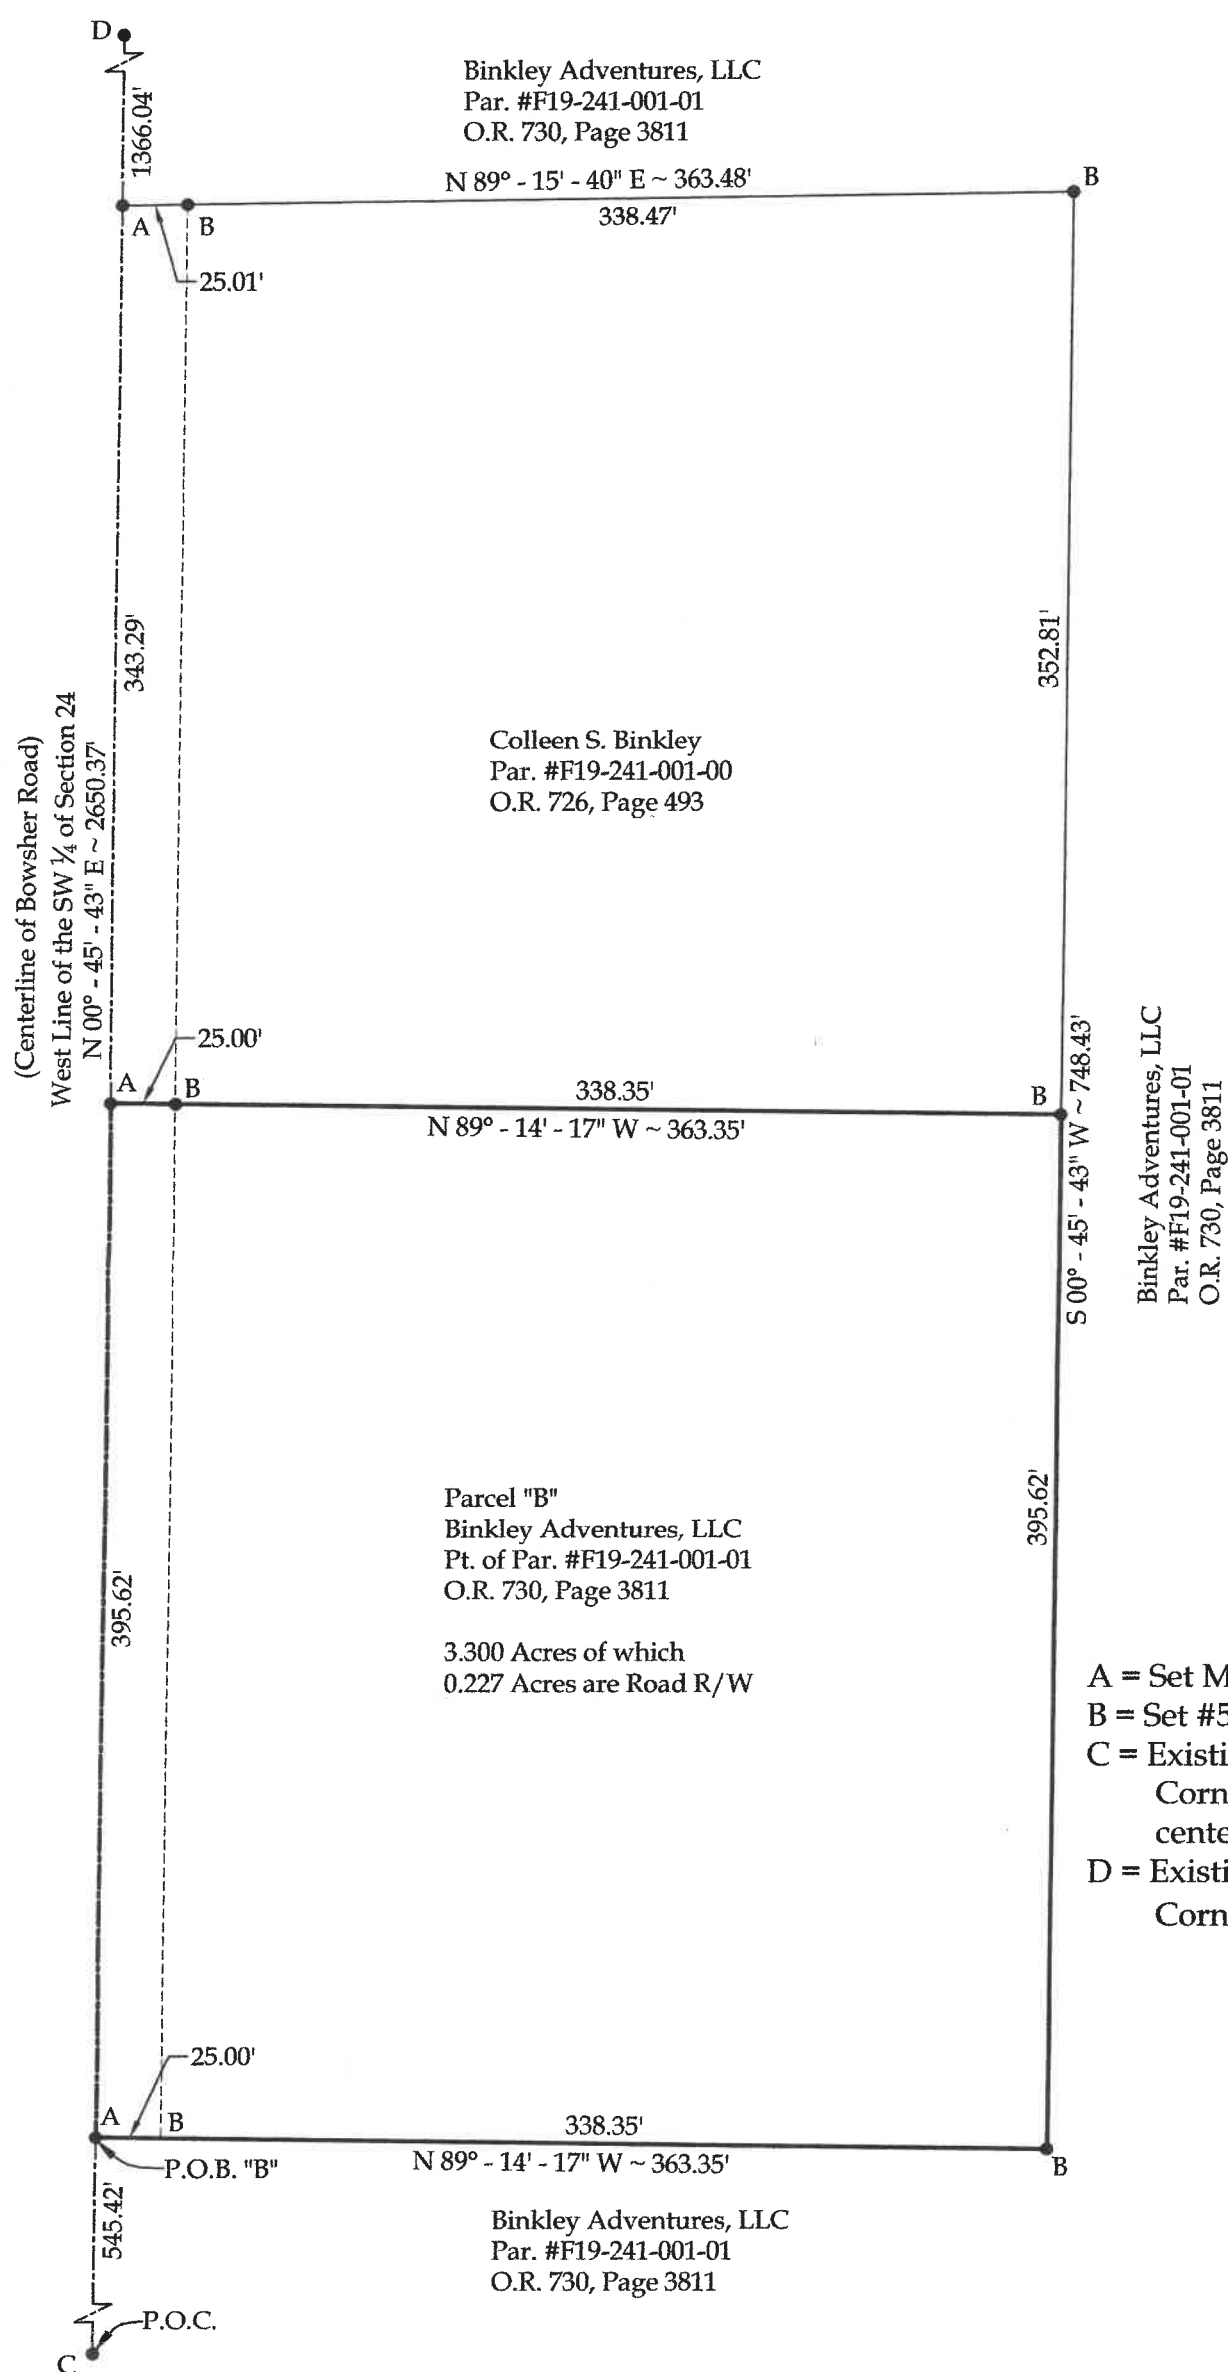 D
Binkley Adventures, LLC
Par. #F19-241-001-01
O.R. 730, Page 3811
1366.04'
N 89° - 15' - 40" E ~ 363.48'
B
338.47'
A
B
25.01'
343.29'
352.81'
Colleen S. Binkley
Par. #F19-241-001-00
O.R. 726, Page 493
(Centerline of Bowsher Road)
West Line of the SW ¼ of Section 24
N 00° - 45' - 43" E ~ 2650.37'
25.00'
A
B
338.35'
B
N 89° - 14' - 17" W ~ 363.35'
S 00° - 45' - 43" W ~ 748.43'
Binkley Adventures, LLC
Par. #F19-241-001-01
O.R. 730, Page 3811
395.62'
395.62'
Parcel "B"
Binkley Adventures, LLC
Pt. of Par. #F19-241-001-01
O.R. 730, Page 3811
3.300 Acres of which
0.227 Acres are Road R/W
A = Set M
B = Set #5
C = Existi
Corn
cente
D = Existi
Corn
25.00'
A
B
338.35'
P.O.B. "B"
N 89° - 14' - 17" W ~ 363.35'
B
545.42'
Binkley Adventures, LLC
Par. #F19-241-001-01
O.R. 730, Page 3811
P.O.C.
C